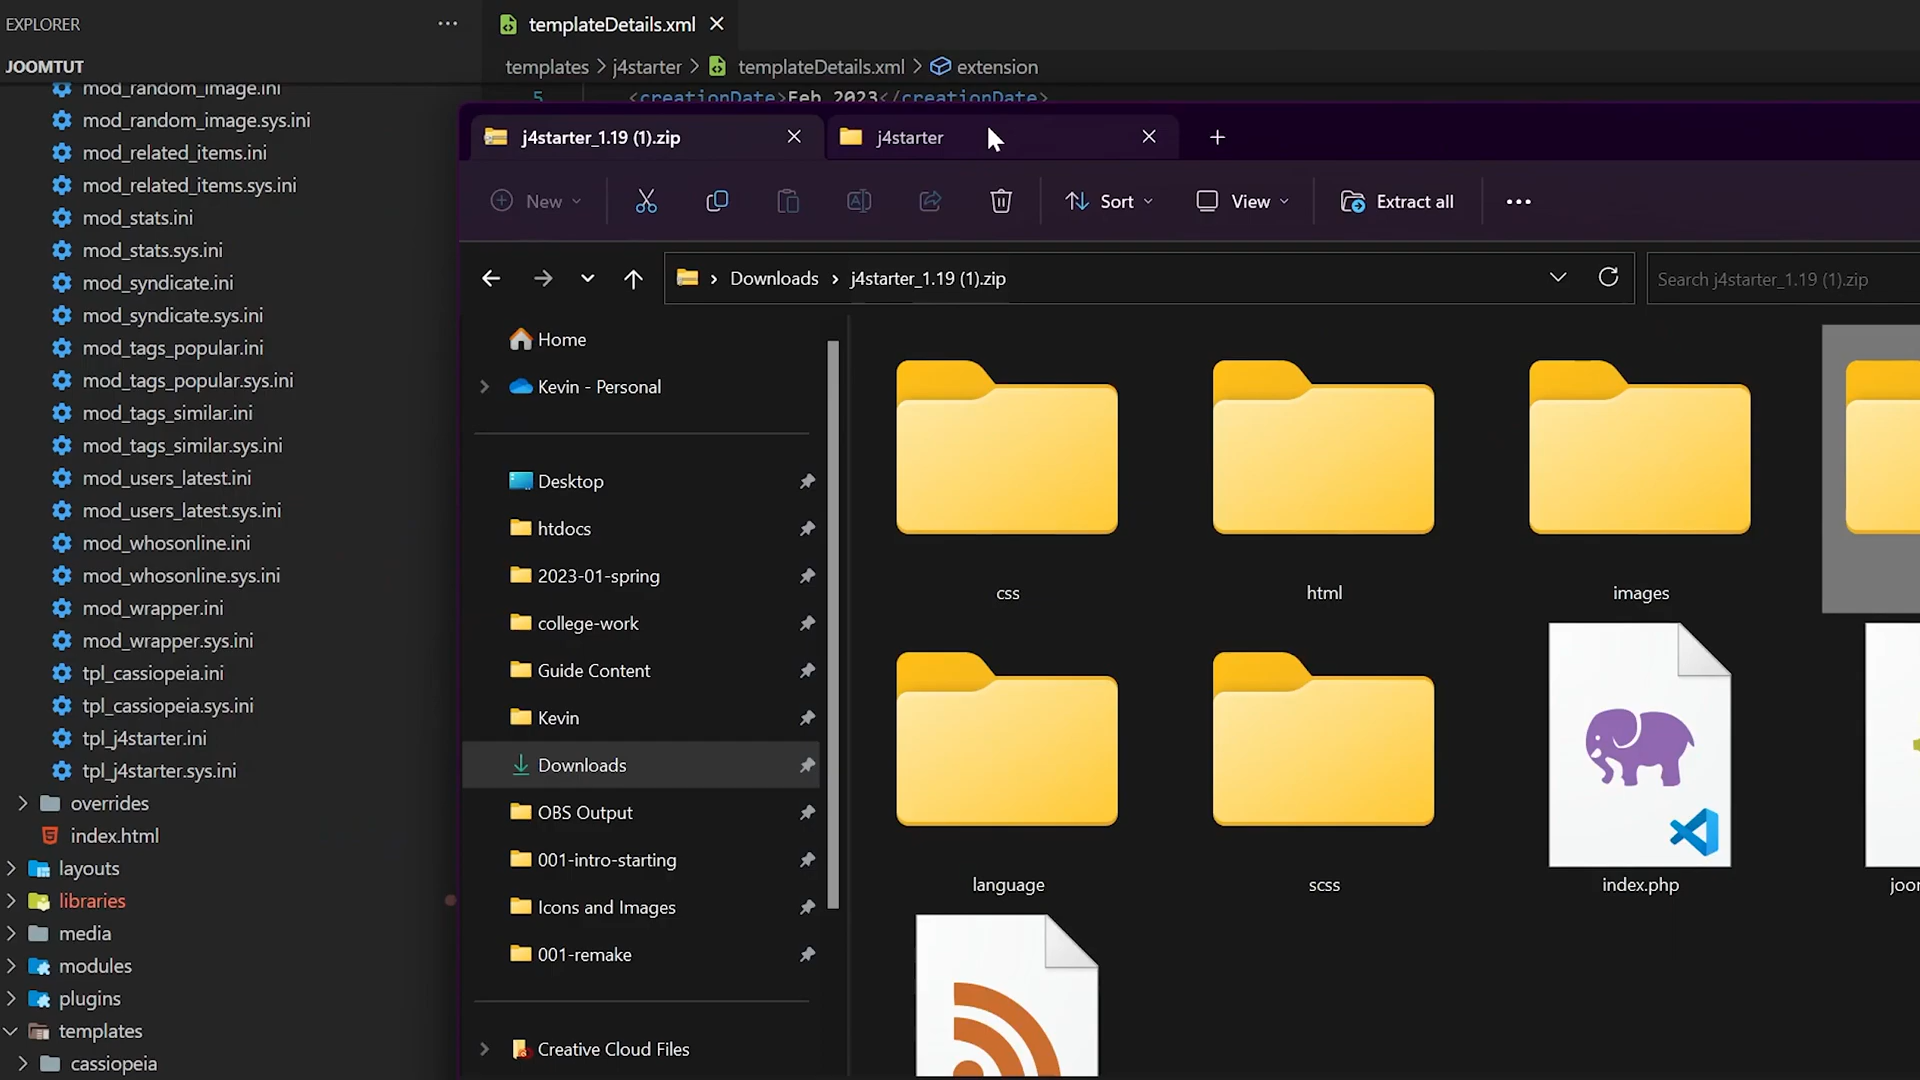 EXPLORER
JOOMTUT
mod_random_image.ini
mod_random_image.sys.ini
mod_related_items.ini
mod_related_items.sys.ini
mod_stats.ini
mod_stats.sys.ini
mod_syndicate.ini
mod_syndicate.sys.ini
mod_tags_popular.ini
mod_tags_popular.sys.ini
mod_tags_similar.ini
mod_tags_similar.sys.ini
mod_users_latest.ini
mod_users_latest.sys.ini
mod_whosonline.ini
mod_whosonline.sys.ini
mod_wrapper.ini
mod_wrapper.sys.ini
tpl_cassiopeia.ini
tpl_cassiopeia.sys.ini
tpl_j4starter.ini
tpl_j4starter.sys.ini
overrides
index.html
layouts
libraries
media
modules
plugins
templates
cassiopeia
templateDetails.xml
templates > j4starter > templateDetails.xml > extension
5 <creationDate>Feb 2023</creationDate>
j4starter_1.19 (1).zip
j4starter
New
Sort
View
Extract all
Downloads > j4starter_1.19 (1).zip
Search j4starter_1.19 (1).zip
Home
Kevin - Personal
Desktop
htdocs
2023-01-spring
college-work
Guide Content
Kevin
Downloads
OBS Output
001-intro-starting
Icons and Images
001-remake
Creative Cloud Files
css
html
images
language
scss
index.php